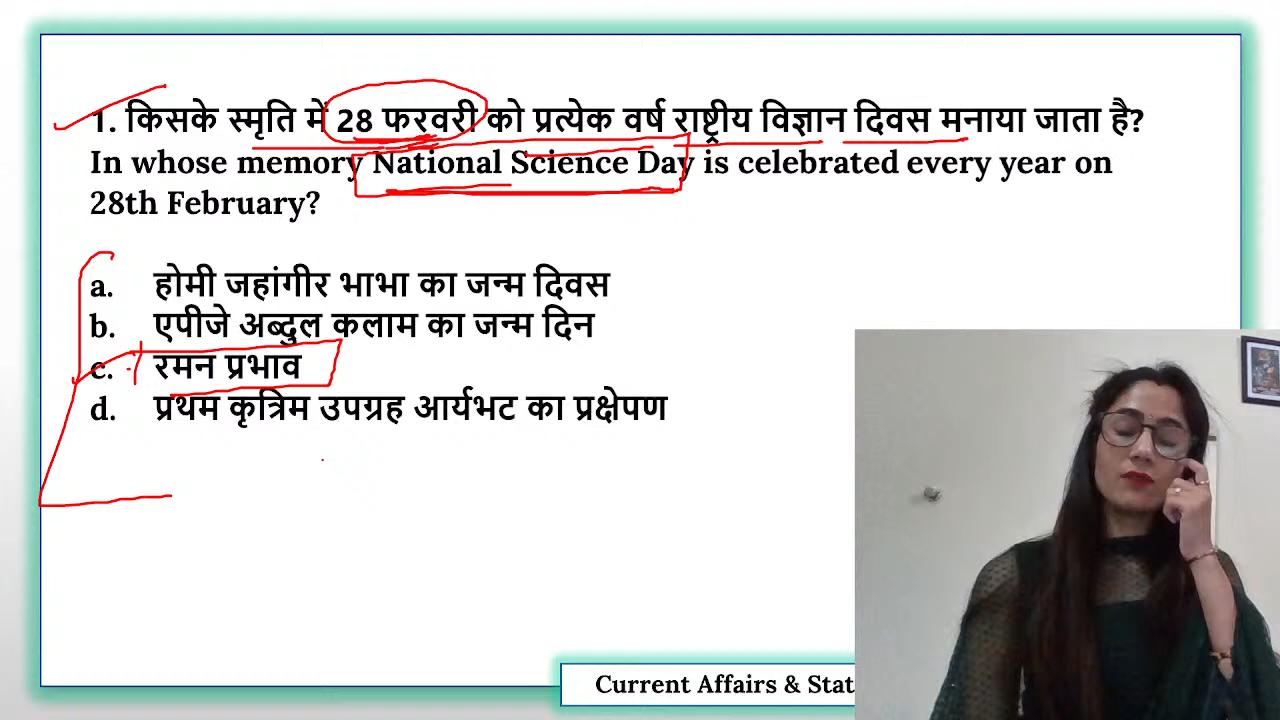 1. किसके स्मृति में 28 फरवरी को प्रत्येक वर्ष राष्ट्रीय विज्ञान दिवस मनाया जाता है?
In whose memory National Science Day is celebrated every year on
28th February?
a. होमी जहांगीर भाभा का जन्म दिवस
b. एपीजे अब्दुल कलाम का जन्म दिन
c. रमन प्रभाव
d. प्रथम कृत्रिम उपग्रह आर्यभट का प्रक्षेपण
Current Affairs & Stat